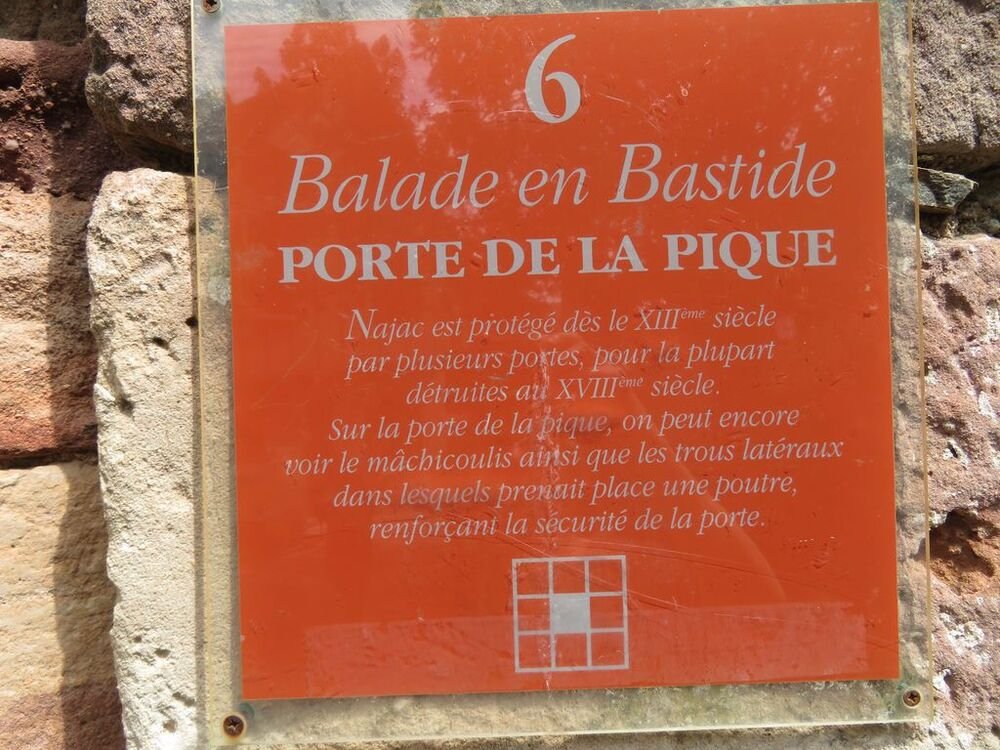 6
Balade en Bastide
PORTE DE LA PIQUE
Najac est protégé dès le XIIIème siècle
par plusieurs portes, pour la plupart
détruites au XVIIIème siècle.
Sur la porte de la pique, on peut encore
voir le mâchicoulis ainsi que les trous latéraux
dans lesquels prenait place une poutre,
renforçant la sécurité de la porte.